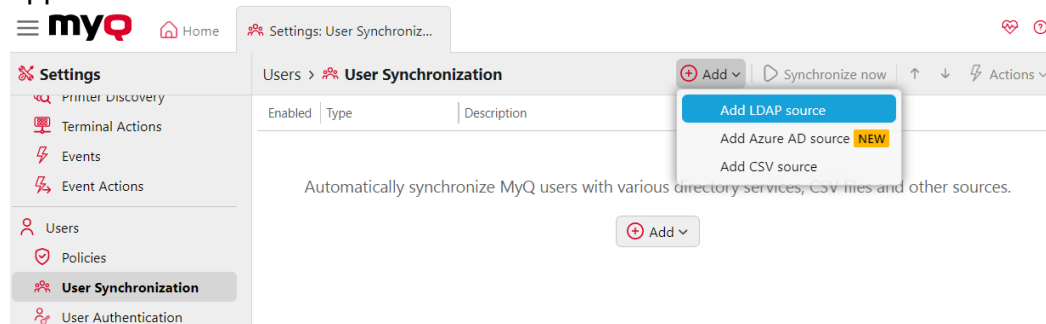 myQ
Home
Settings: User Synchroniz...
Settings
Users > User Synchronization
Add
Synchronize now
Actions
Printer Discovery
Enabled Type Description
Add LDAP source
Terminal Actions
Add Azure AD source NEW
Events
Add CSV source
Event Actions
Automatically synchronize MyQ users with various directory services, CSV files and other sources.
Users
Add
Policies
User Synchronization
User Authentication